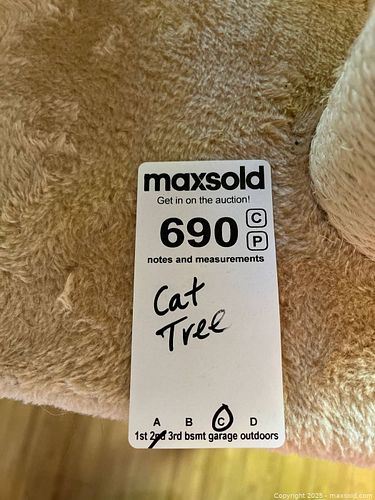 maxsold
Get in on the auction!
690 C
P
notes and measurements
Cat
Tree
A B C D
1st 2nd 3rd bsmt garage outdoors
Copyright 2025 - maxsold.com